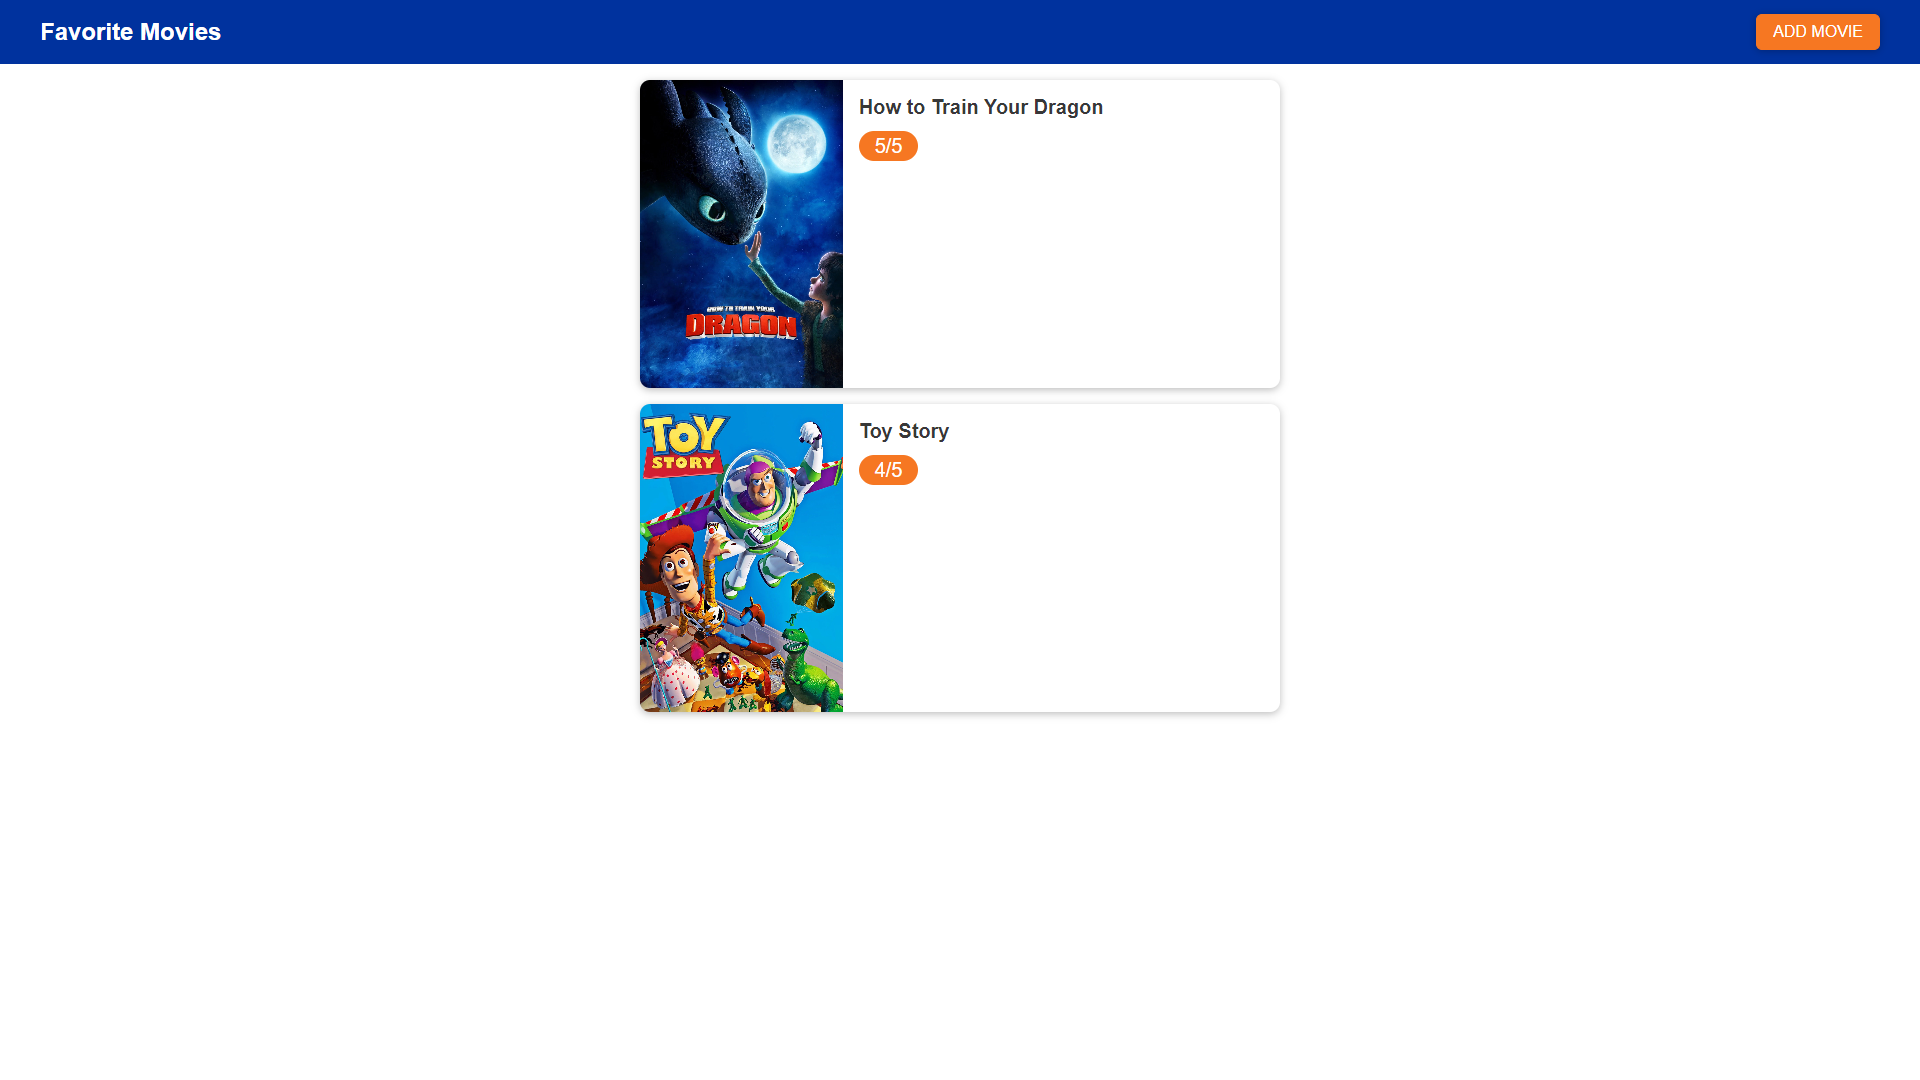 Favorite Movies
ADD MOVIE
How to Train Your Dragon
5/5
HOW TO TRAIN YOUR
DRAGON
Toy Story
4/5
TOY
STORY